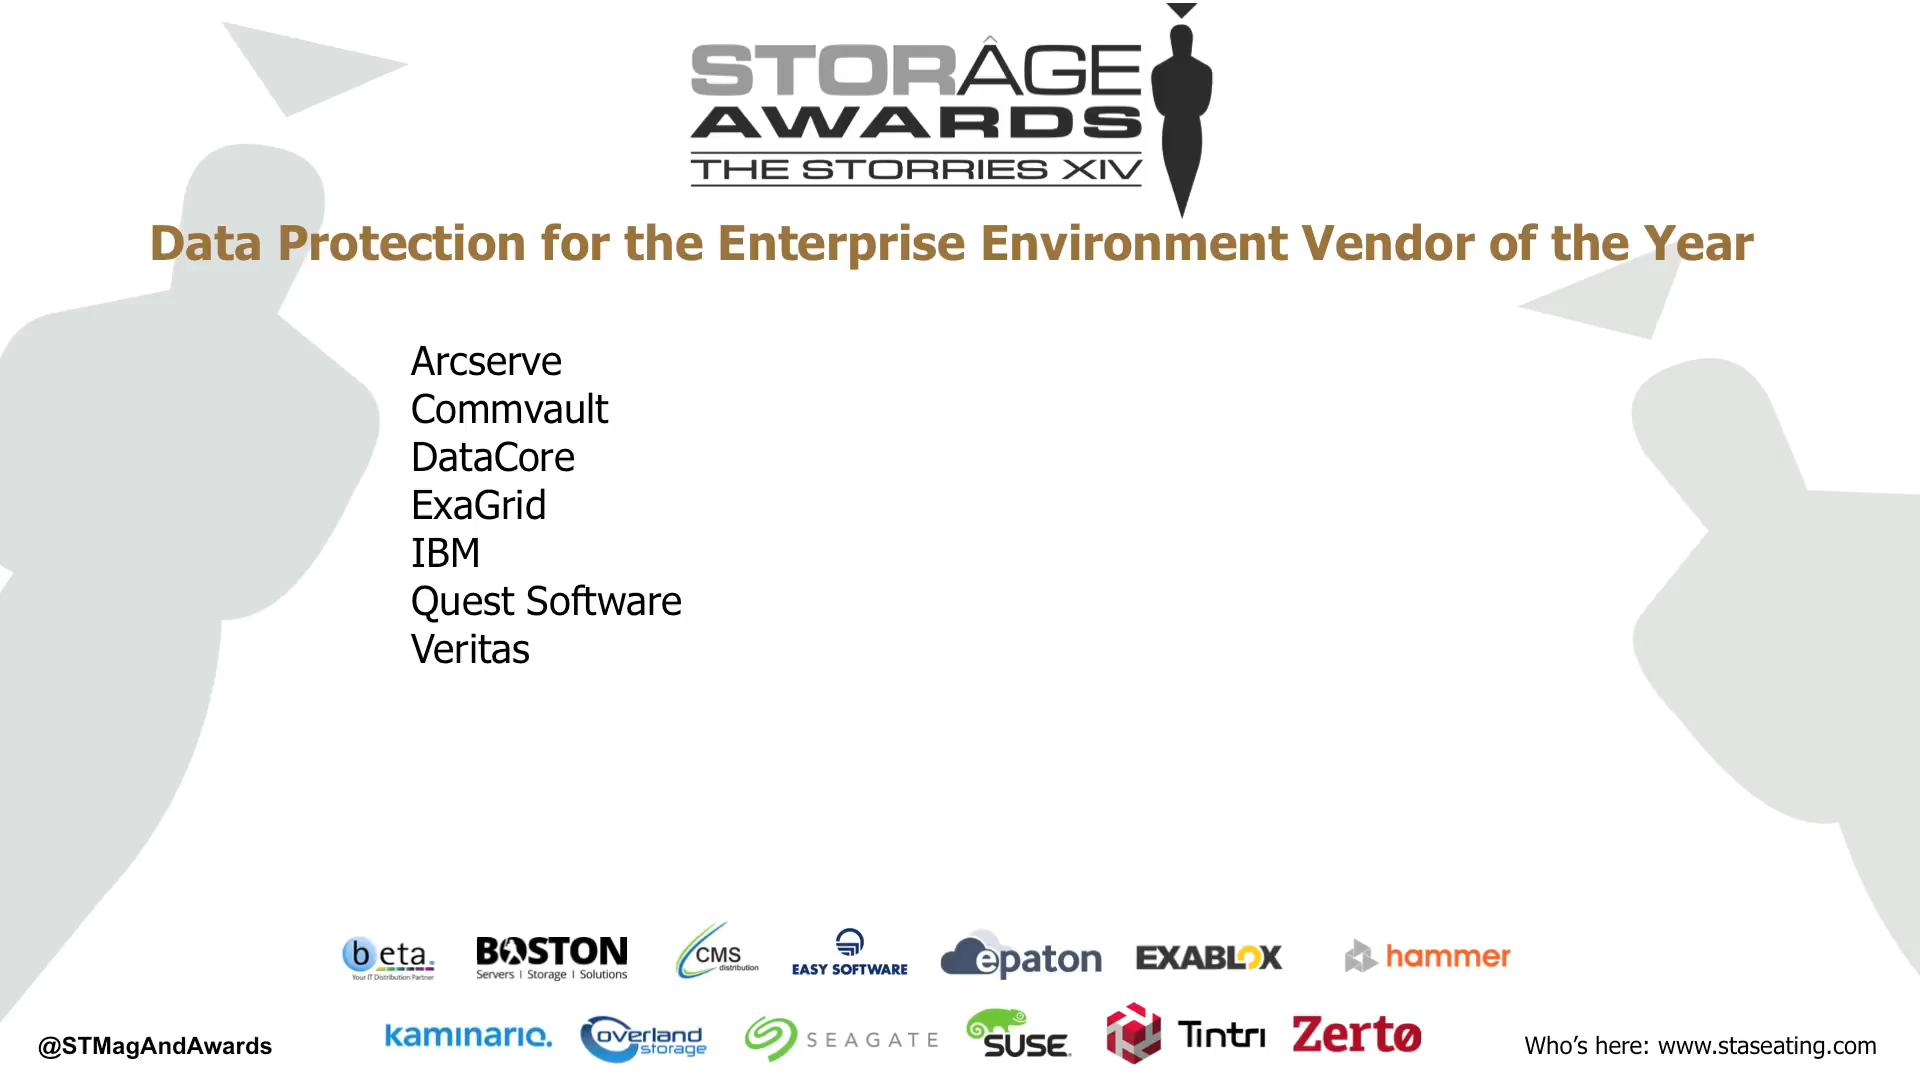 STORÂGE
AWARDS
THE STORRIES XIV
Data Protection for the Enterprise Environment Vendor of the Year
Arcserve
Commvault
DataCore
ExaGrid
IBM
Quest Software
Veritas
beta.
Your IT Distribution Partner
BOSTON
Servers | Storage | Solutions
CMS
distribution
EASY SOFTWARE
epaton
EXABLOX
hammer
kaminario.
overland
storage
SEAGATE
SUSE
Tintri
Zerto
@STMagAndAwards
Who's here: www.staseating.com